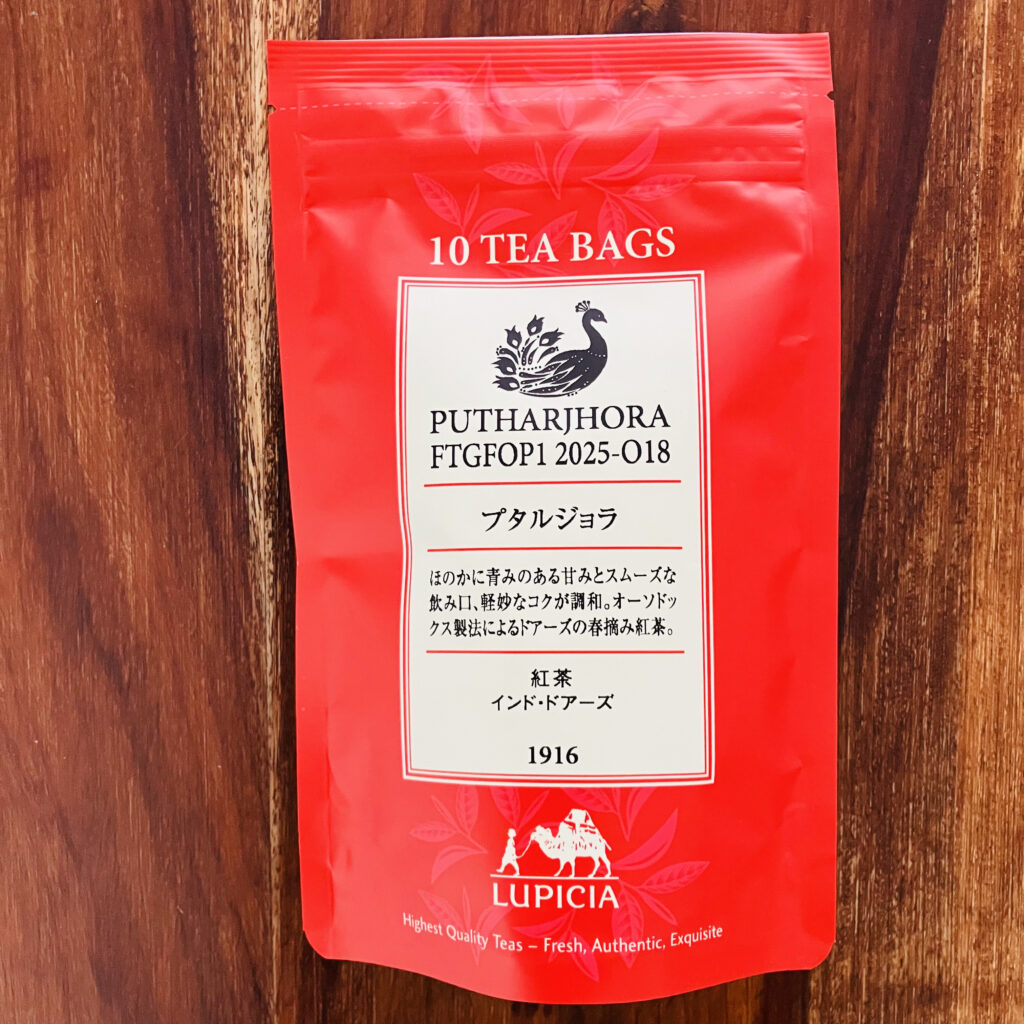 10 TEA BAGS
PUTHARJHORA
FTGFOP1 2025-O18
プタルジョラ
ほのかに青みのある甘みとスムーズな
飲み口、軽妙なコクが調和。オーソドッ
クス製法によるドアーズの春摘み紅茶。
紅茶
インド・ドアーズ
1916
LUPICIA
Highest Quality Teas – Fresh, Authentic, Exquisite